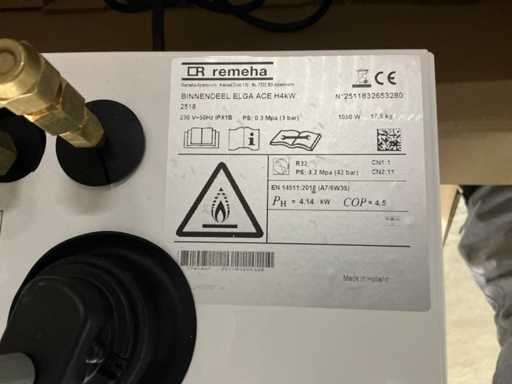 remeha
BINNENDEEL ELGA ACE H4kW N°2511832653280
2518
230 V~50Hz IPX1B PS: 0.3 Mpa (3 bar) 1050 W 17,5 kg
R32 CN1: 1
PS: 4.2 Mpa (42 bar) CN2: 11
EN 14511:2018 (A7/W35)
PH = 4.14 kW COP = 4,5
Made in Holland